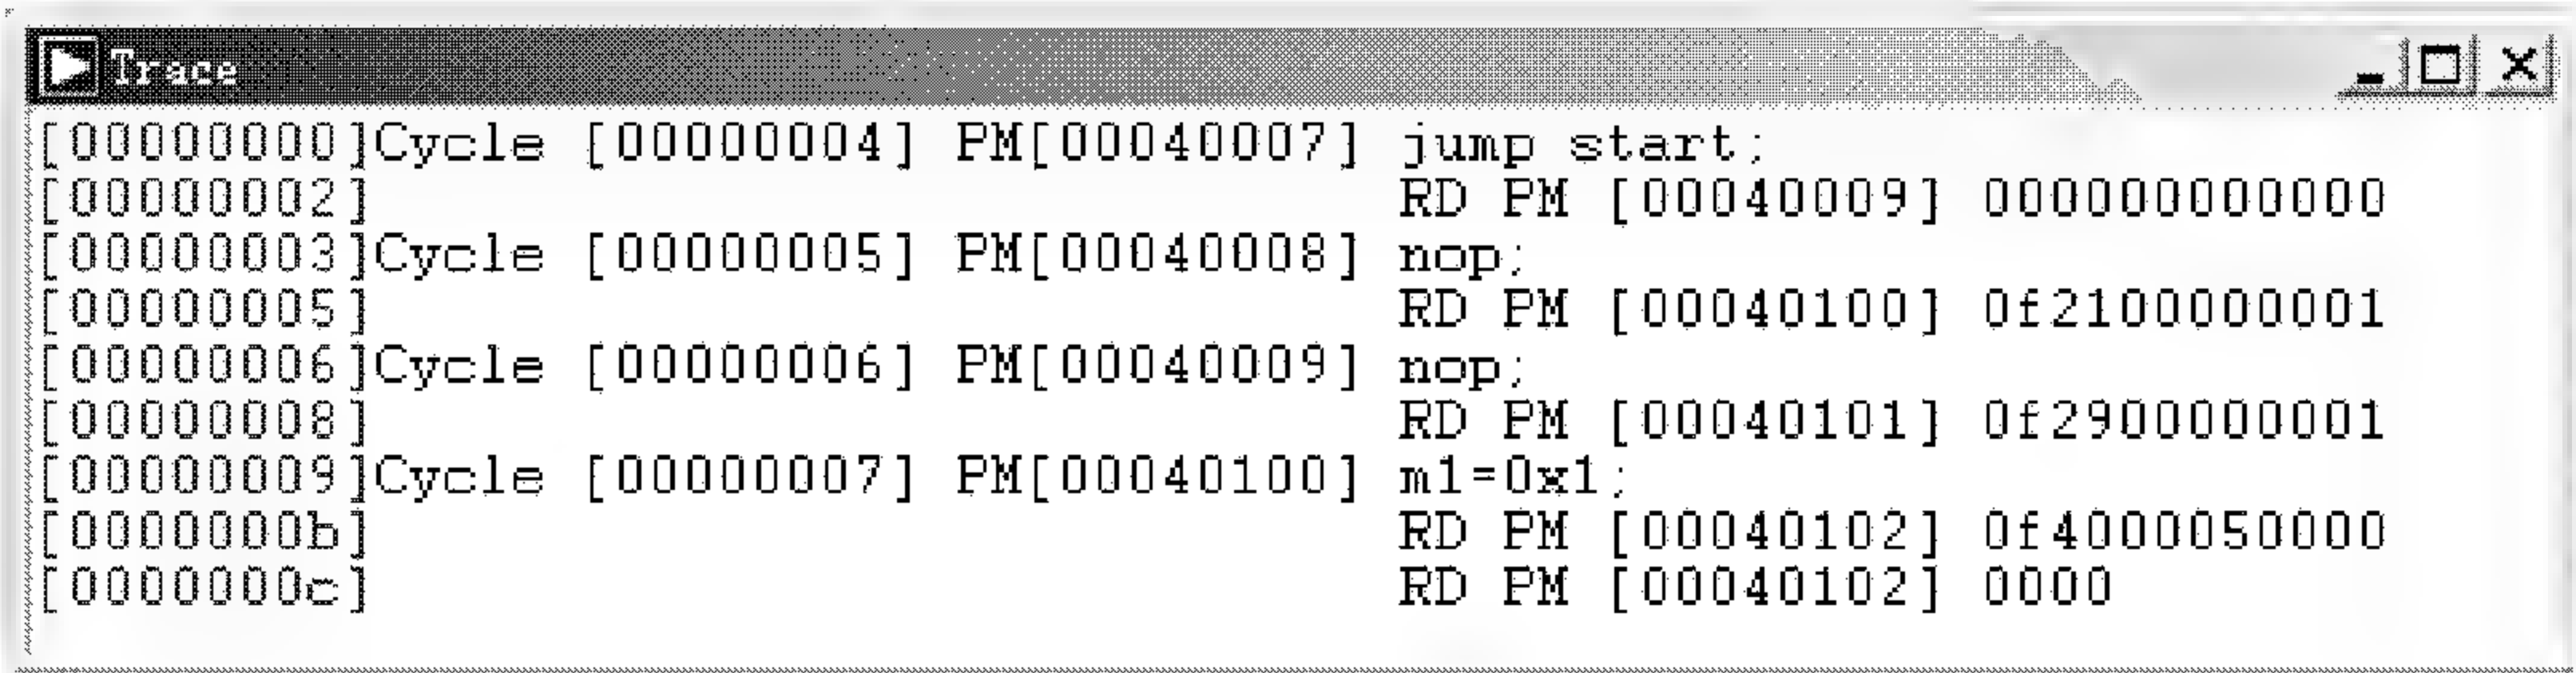 Trace
[00000000]Cycle [00000004] PM[00040007] jump start;
[00000002] RD PM [00040009] 000000000000
[00000003]Cycle [00000005] PM[00040008] nop;
[00000005] RD PM [00040100] 0f2100000001
[00000006]Cycle [00000006] PM[00040009] nop;
[00000008] RD PM [00040101] 0f2900000001
[00000009]Cycle [00000007] PM[00040100] m1=0x1;
[0000000b] RD PM [00040102] 0f4000050000
[0000000c] RD PM [00040102] 0000